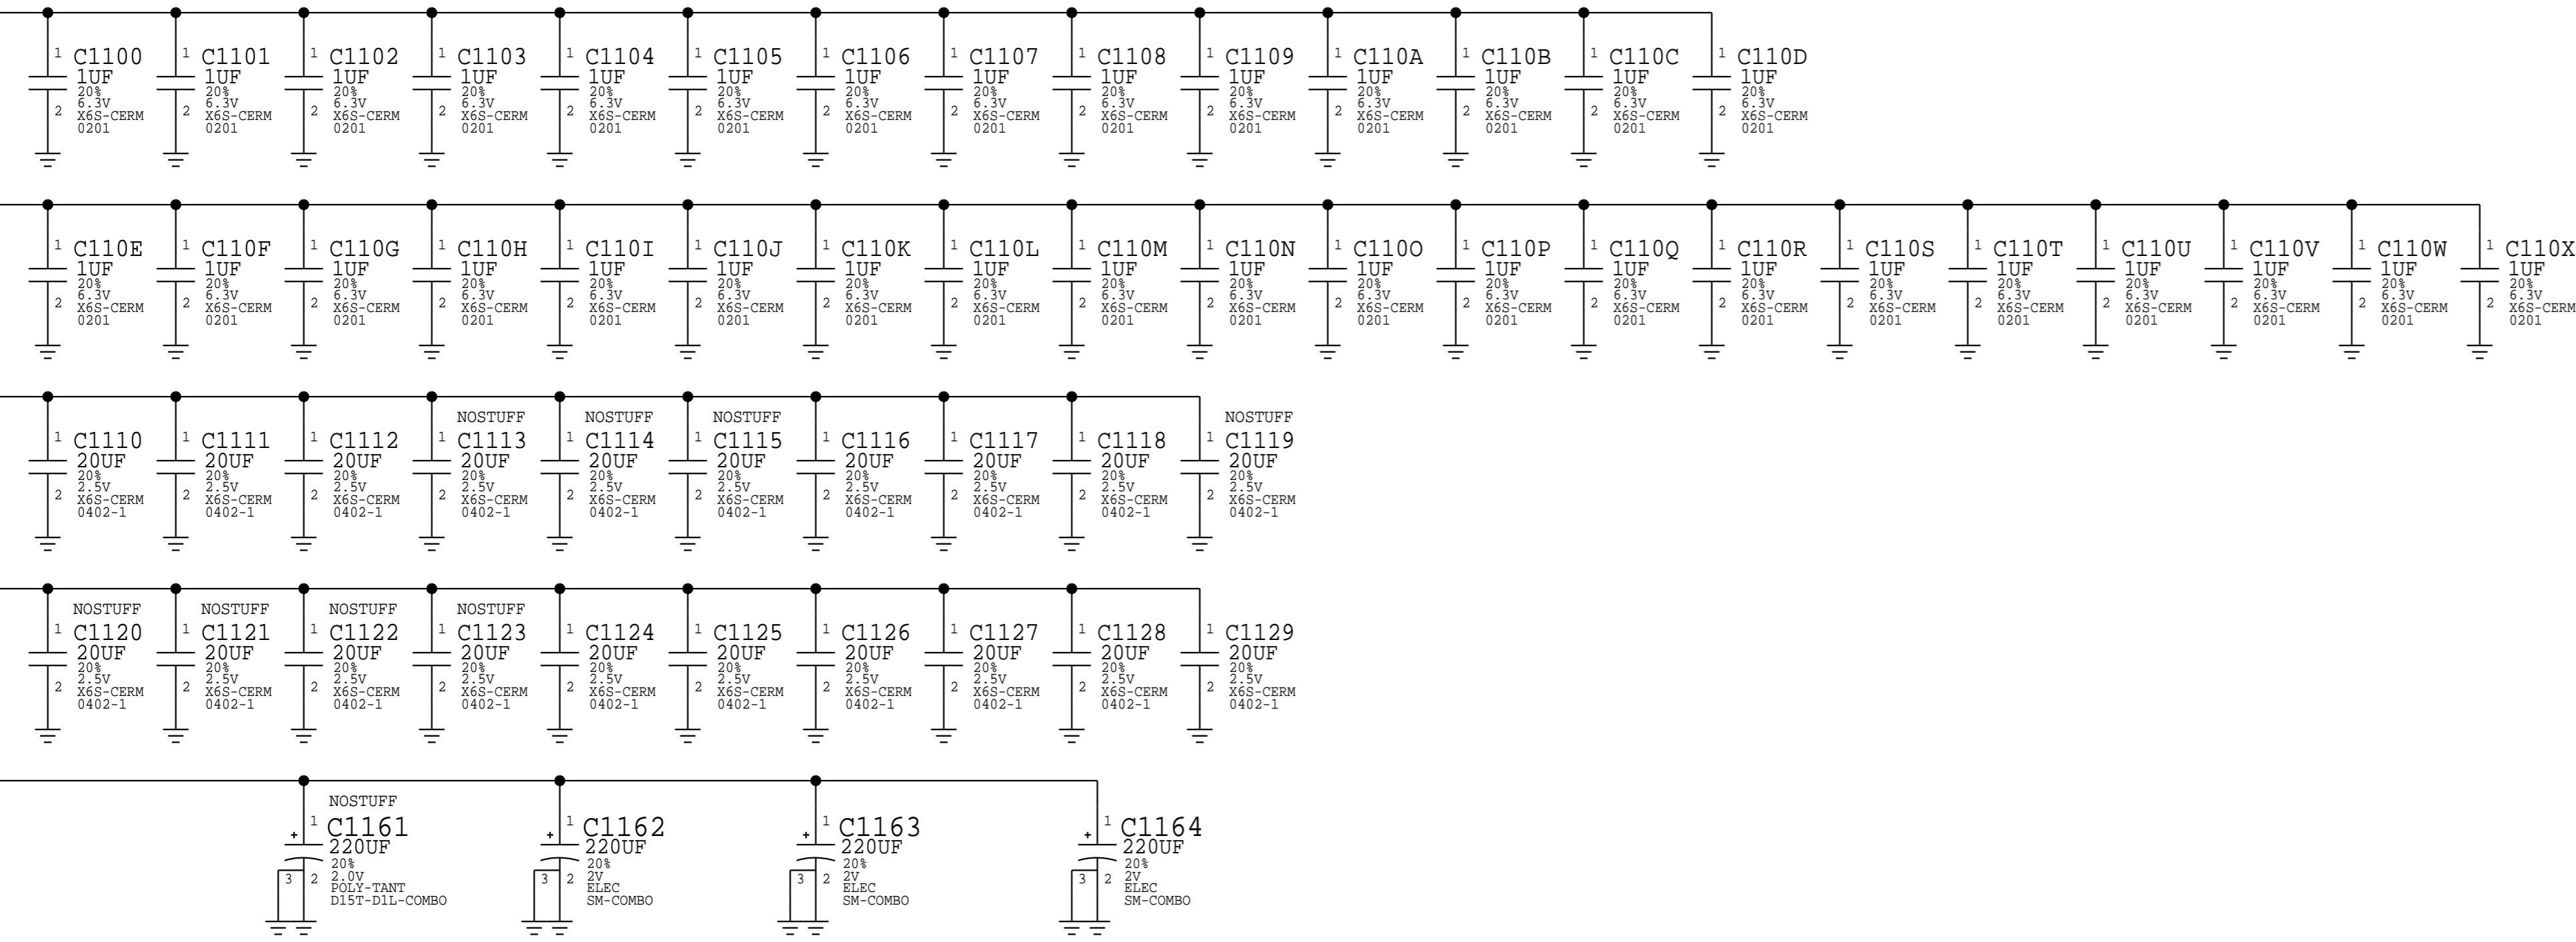 1 C1100 1 C1101 1 C1102 1 C1103 1 C1104 1 C1105 1 C1106 1 C1107 1 C1108 1 C1109 1 C110A 1 C110B 1 C110C 1 C110D
1UF 1UF 1UF 1UF 1UF 1UF 1UF 1UF 1UF 1UF 1UF 1UF 1UF 1UF
20% 20% 20% 20% 20% 20% 20% 20% 20% 20% 20% 20% 20% 20%
6.3V 6.3V 6.3V 6.3V 6.3V 6.3V 6.3V 6.3V 6.3V 6.3V 6.3V 6.3V 6.3V 6.3V
2 X6S-CERM 2 X6S-CERM 2 X6S-CERM 2 X6S-CERM 2 X6S-CERM 2 X6S-CERM 2 X6S-CERM 2 X6S-CERM 2 X6S-CERM 2 X6S-CERM 2 X6S-CERM 2 X6S-CERM 2 X6S-CERM 2 X6S-CERM
0201 0201 0201 0201 0201 0201 0201 0201 0201 0201 0201 0201 0201 0201
1 C110E 1 C110F 1 C110G 1 C110H 1 C110I 1 C110J 1 C110K 1 C110L 1 C110M 1 C110N 1 C110O 1 C110P 1 C110Q 1 C110R 1 C110S 1 C110T 1 C110U 1 C110V 1 C110W 1 C110X
1UF 1UF 1UF 1UF 1UF 1UF 1UF 1UF 1UF 1UF 1UF 1UF 1UF 1UF 1UF 1UF 1UF 1UF 1UF 1UF
20% 20% 20% 20% 20% 20% 20% 20% 20% 20% 20% 20% 20% 20% 20% 20% 20% 20% 20% 20%
6.3V 6.3V 6.3V 6.3V 6.3V 6.3V 6.3V 6.3V 6.3V 6.3V 6.3V 6.3V 6.3V 6.3V 6.3V 6.3V 6.3V 6.3V 6.3V 6.3V
2 X6S-CERM 2 X6S-CERM 2 X6S-CERM 2 X6S-CERM 2 X6S-CERM 2 X6S-CERM 2 X6S-CERM 2 X6S-CERM 2 X6S-CERM 2 X6S-CERM 2 X6S-CERM 2 X6S-CERM 2 X6S-CERM 2 X6S-CERM 2 X6S-CERM 2 X6S-CERM 2 X6S-CERM 2 X6S-CERM 2 X6S-CERM 2 X6S-CERM
0201 0201 0201 0201 0201 0201 0201 0201 0201 0201 0201 0201 0201 0201 0201 0201 0201 0201 0201 0201
NOSTUFF NOSTUFF NOSTUFF NOSTUFF
1 C1110 1 C1111 1 C1112 1 C1113 1 C1114 1 C1115 1 C1116 1 C1117 1 C1118 1 C1119
20UF 20UF 20UF 20UF 20UF 20UF 20UF 20UF 20UF 20UF
20% 20% 20% 20% 20% 20% 20% 20% 20% 20%
2.5V 2.5V 2.5V 2.5V 2.5V 2.5V 2.5V 2.5V 2.5V 2.5V
2 X6S-CERM 2 X6S-CERM 2 X6S-CERM 2 X6S-CERM 2 X6S-CERM 2 X6S-CERM 2 X6S-CERM 2 X6S-CERM 2 X6S-CERM 2 X6S-CERM
0402-1 0402-1 0402-1 0402-1 0402-1 0402-1 0402-1 0402-1 0402-1 0402-1
NOSTUFF NOSTUFF NOSTUFF NOSTUFF
1 C1120 1 C1121 1 C1122 1 C1123 1 C1124 1 C1125 1 C1126 1 C1127 1 C1128 1 C1129
20UF 20UF 20UF 20UF 20UF 20UF 20UF 20UF 20UF 20UF
20% 20% 20% 20% 20% 20% 20% 20% 20% 20%
2.5V 2.5V 2.5V 2.5V 2.5V 2.5V 2.5V 2.5V 2.5V 2.5V
2 X6S-CERM 2 X6S-CERM 2 X6S-CERM 2 X6S-CERM 2 X6S-CERM 2 X6S-CERM 2 X6S-CERM 2 X6S-CERM 2 X6S-CERM 2 X6S-CERM
0402-1 0402-1 0402-1 0402-1 0402-1 0402-1 0402-1 0402-1 0402-1 0402-1
NOSTUFF
+ 1 C1161 + 1 C1162 + 1 C1163 + 1 C1164
220UF 220UF 220UF 220UF
20% 20% 20% 20%
3 2 2.0V 3 2 2V 3 2 2V 3 2 2V
POLY-TANT ELEC ELEC ELEC
D15T-D1L-COMBO SM-COMBO SM-COMBO SM-COMBO